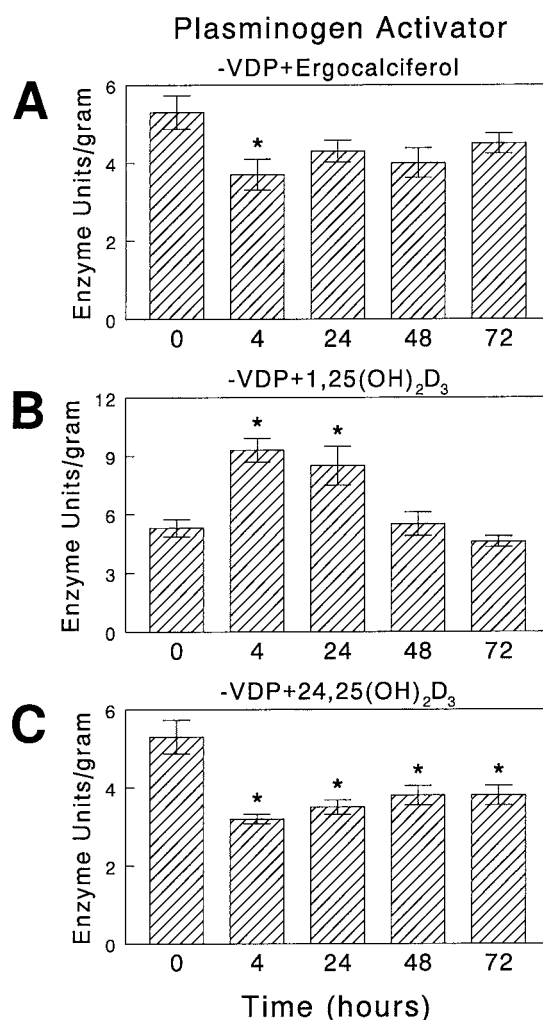 Plasminogen Activator
-VDP+Ergocalciferol
A
Enzyme Units/gram
6
4
2
0
*
0 4 24 48 72
-VDP+1,25(OH)₂D₃
B
Enzyme Units/gram
12
9
6
3
0
* *
0 4 24 48 72
-VDP+24,25(OH)₂D₃
C
Enzyme Units/gram
6
4
2
0
* * * *
0 4 24 48 72
Time (hours)